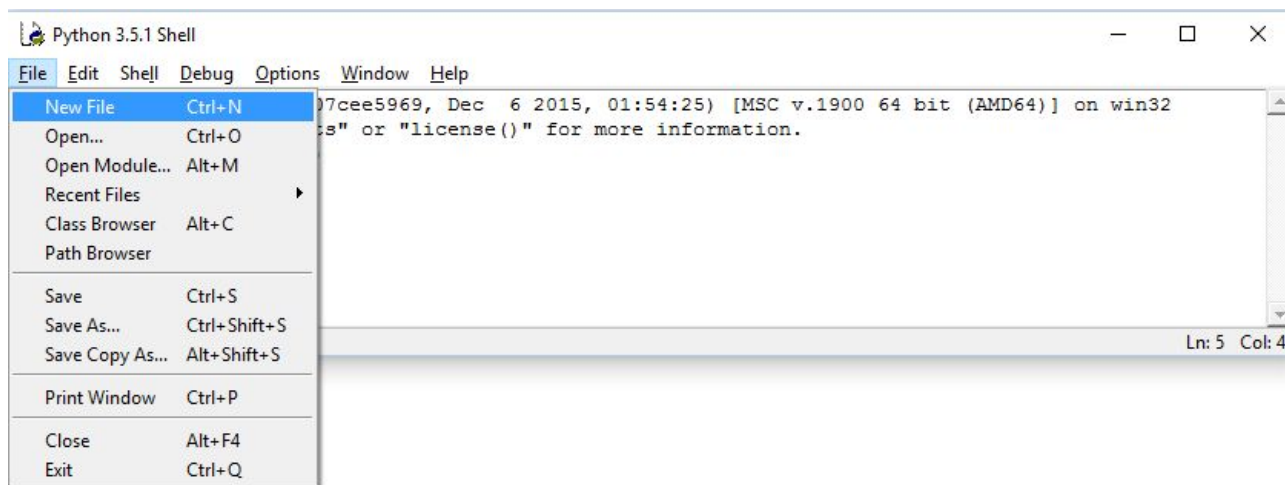 Python 3.5.1 Shell
File Edit Shell Debug Options Window Help
New File Ctrl+N
Open... Ctrl+O
Open Module... Alt+M
Recent Files
Class Browser Alt+C
Path Browser
Save Ctrl+S
Save As... Ctrl+Shift+S
Save Copy As... Alt+Shift+S
Print Window Ctrl+P
Close Alt+F4
Exit Ctrl+Q
7cee5969, Dec 6 2015, 01:54:25) [MSC v.1900 64 bit (AMD64)] on win32
s" or "license()" for more information.
Ln: 5 Col: 4